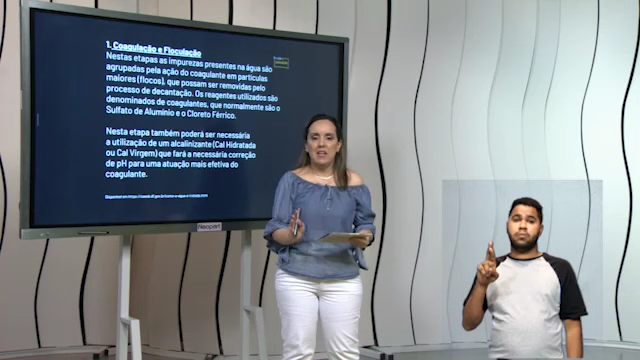 1. Coagulação e Floculação
Nestas etapas as impurezas presentes na água são
agrupadas pela ação do coagulante em partículas
maiores (flocos), que possam ser removidas pelo
processo de decantação. Os reagentes utilizados são
denominados de coagulantes, que normalmente são o
Sulfato de Alumínio e o Cloreto Férrico.
Nesta etapa também poderá ser necessária
a utilização de um alcalinizante (Cal Hidratada
ou Cal Virgem) que fará a necessária correção
de pH para uma atuação mais efetiva do
coagulante.